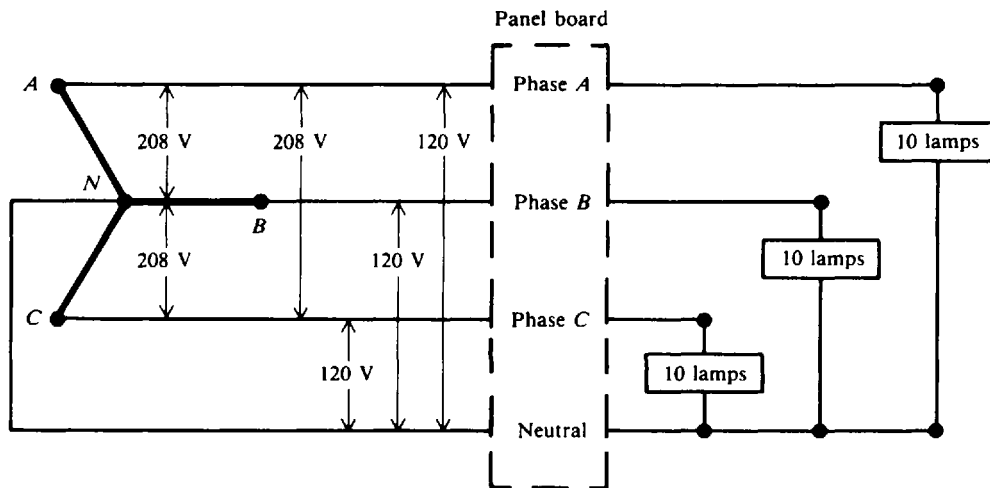 Panel board
A
Phase A
208 V
208 V
120 V
10 lamps
N
B
Phase B
208 V
120 V
10 lamps
C
Phase C
120 V
10 lamps
Neutral